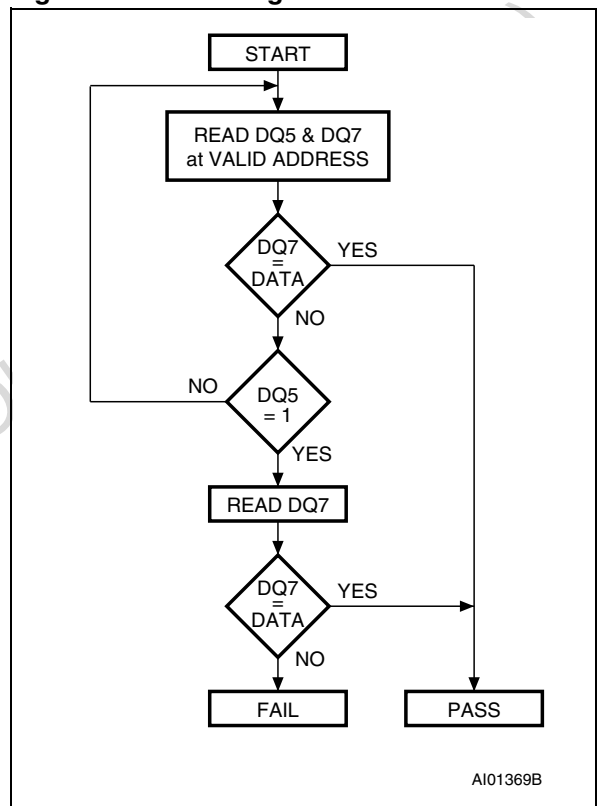 START
READ DQ5 & DQ7
at VALID ADDRESS
DQ7
=
DATA
YES
NO
DQ5
= 1
NO
YES
READ DQ7
DQ7
=
DATA
YES
NO
FAIL
PASS
AI01369B